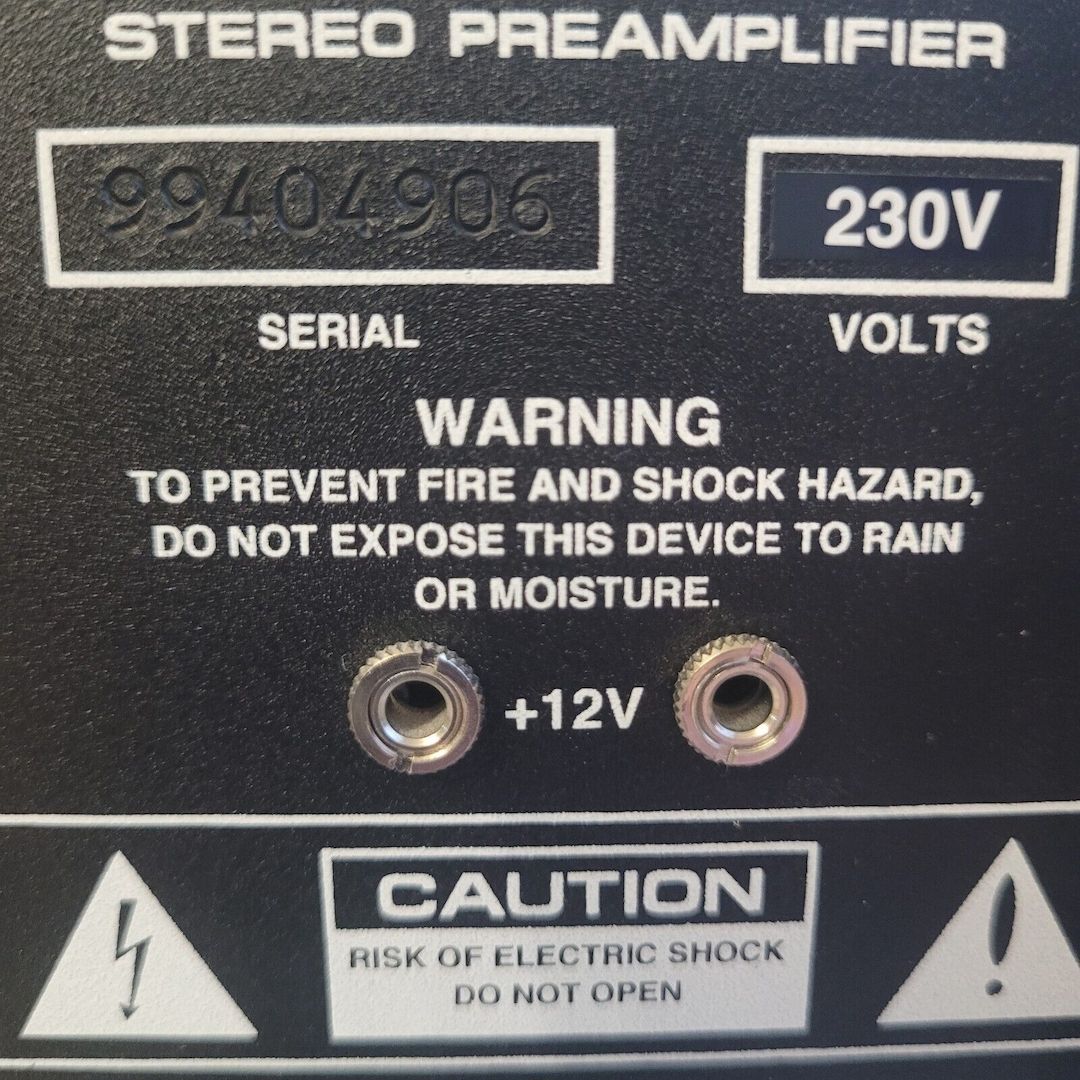 STEREO PREAMPLIFIER
99404906
230V
SERIAL
VOLTS
WARNING
TO PREVENT FIRE AND SHOCK HAZARD,
DO NOT EXPOSE THIS DEVICE TO RAIN
OR MOISTURE.
+12V
CAUTION
RISK OF ELECTRIC SHOCK
DO NOT OPEN
!